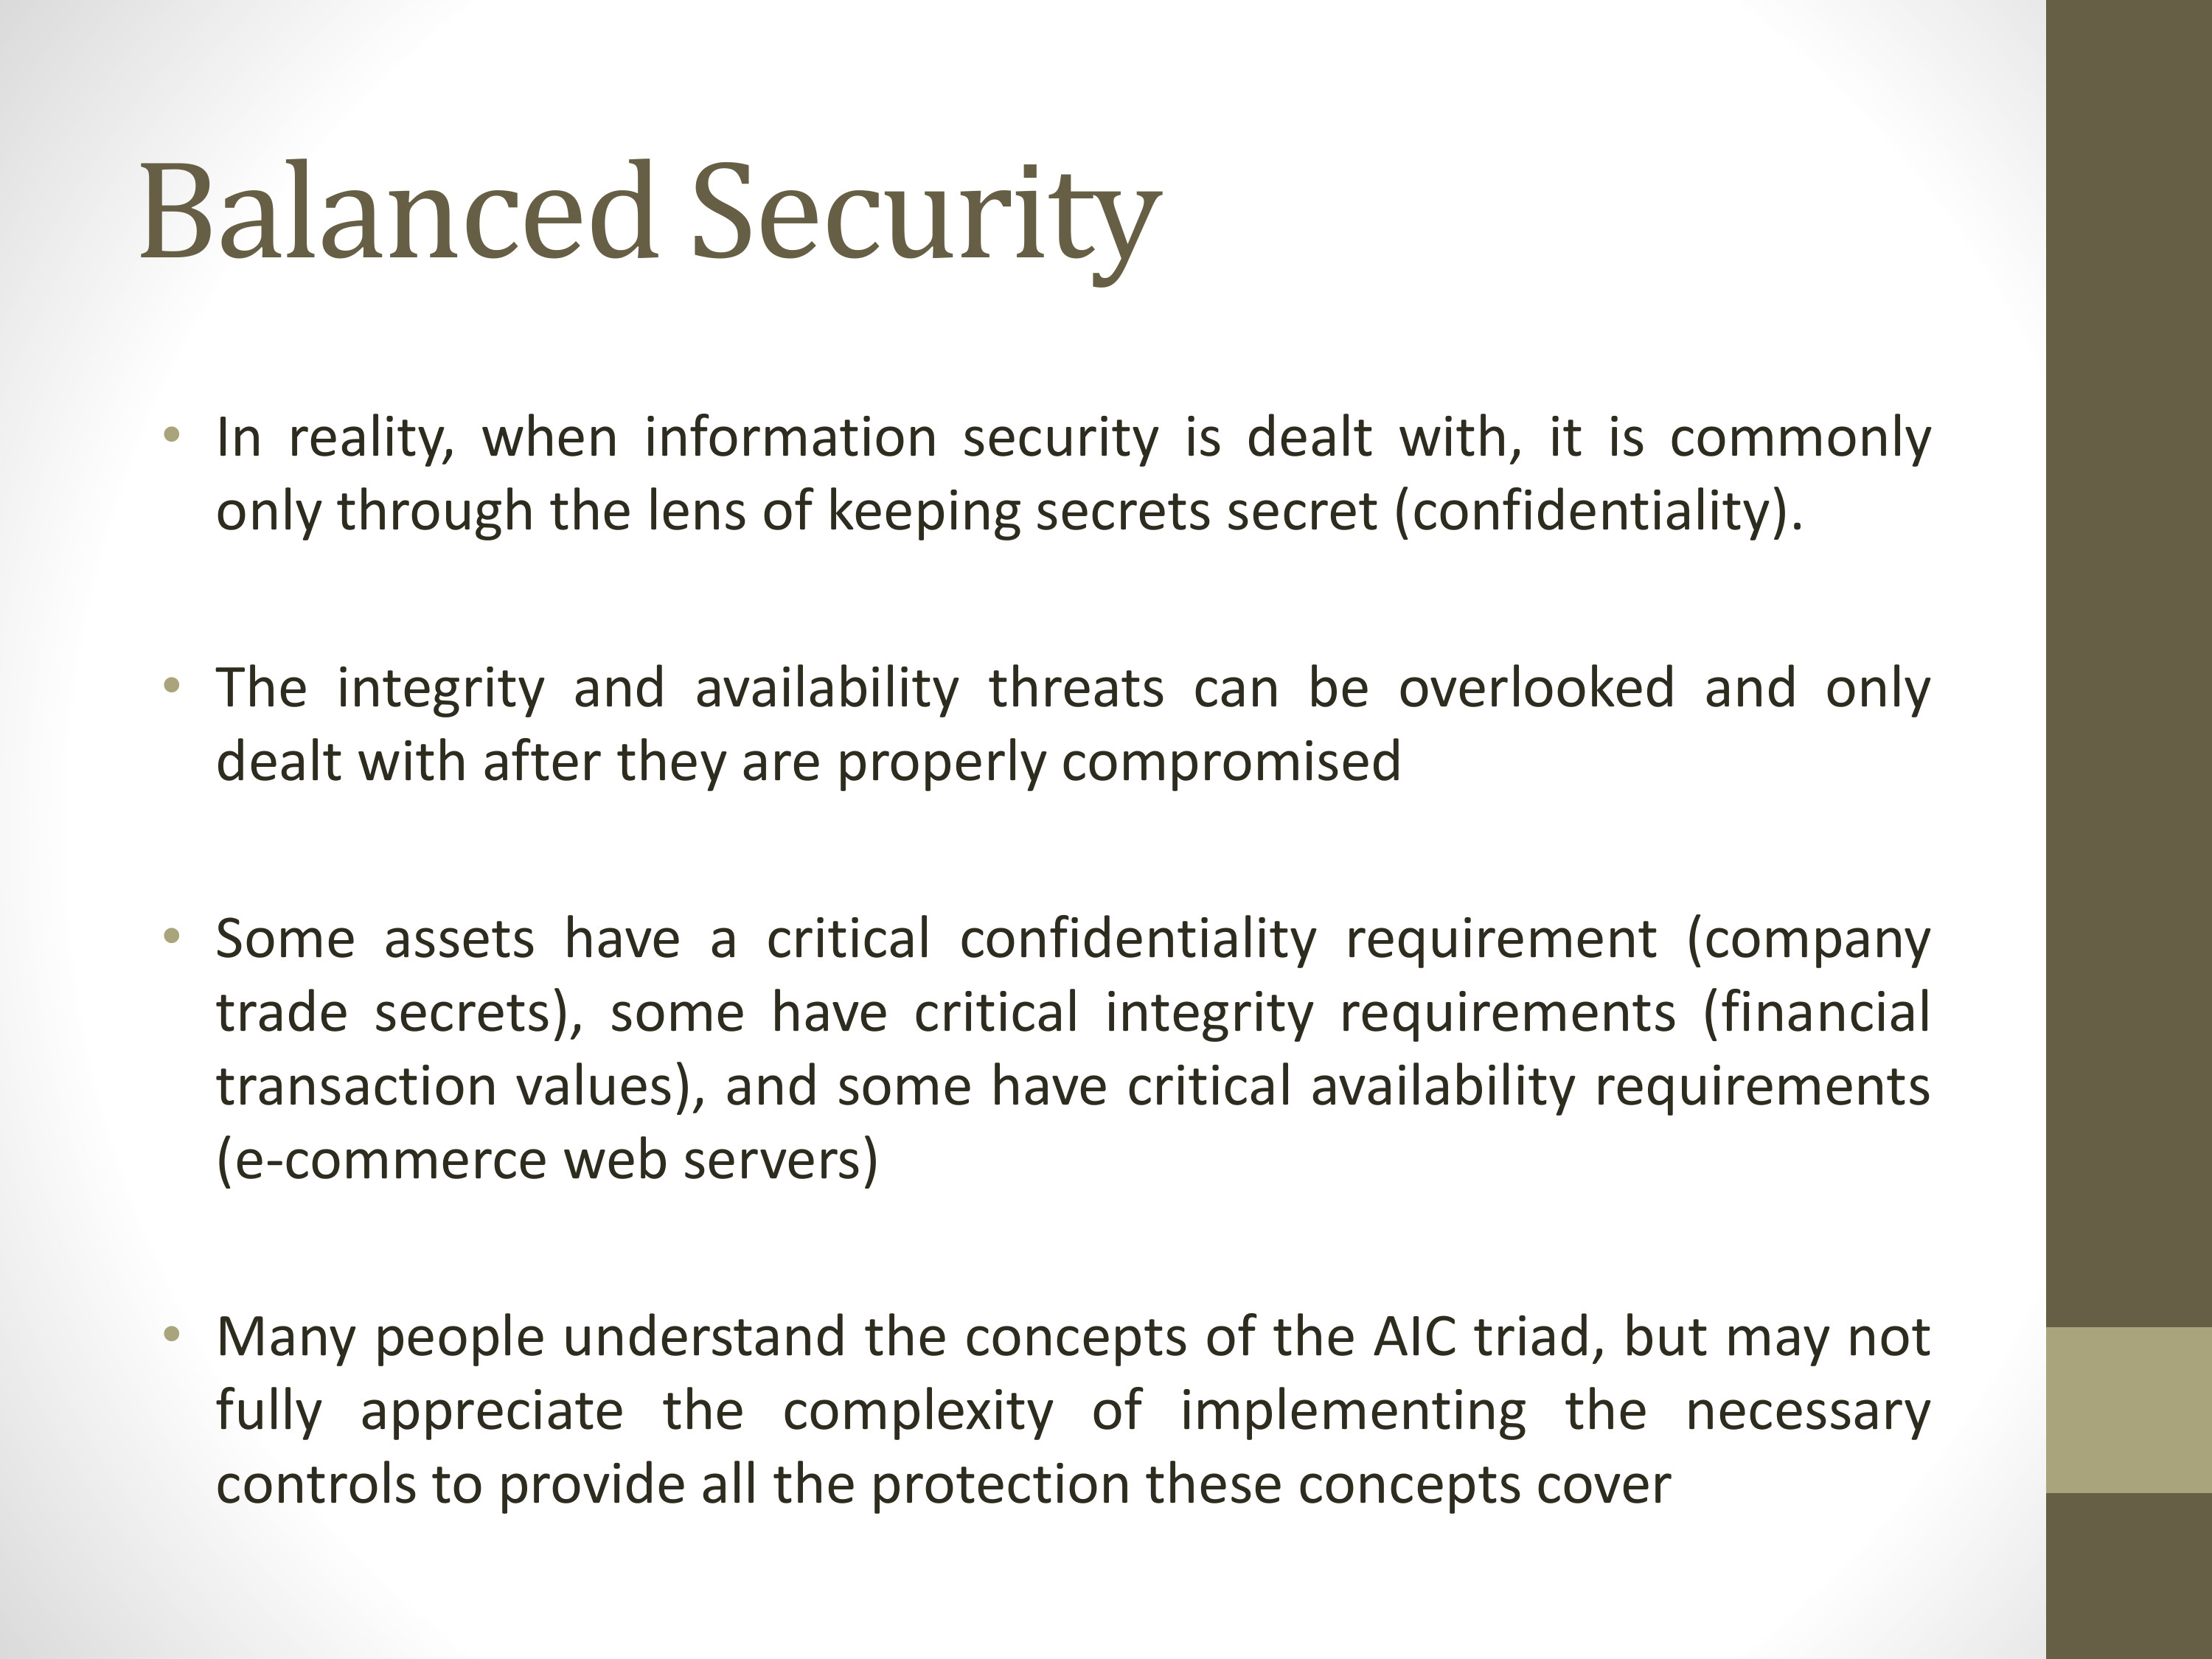 Balanced Security
• In reality, when information security is dealt with, it is commonly
only through the lens of keeping secrets secret (confidentiality).
• The integrity and availability threats can be overlooked and only
dealt with after they are properly compromised
• Some assets have a critical confidentiality requirement (company
trade secrets), some have critical integrity requirements (financial
transaction values), and some have critical availability requirements
(e-commerce web servers)
• Many people understand the concepts of the AIC triad, but may not
fully appreciate the complexity of implementing the necessary
controls to provide all the protection these concepts cover